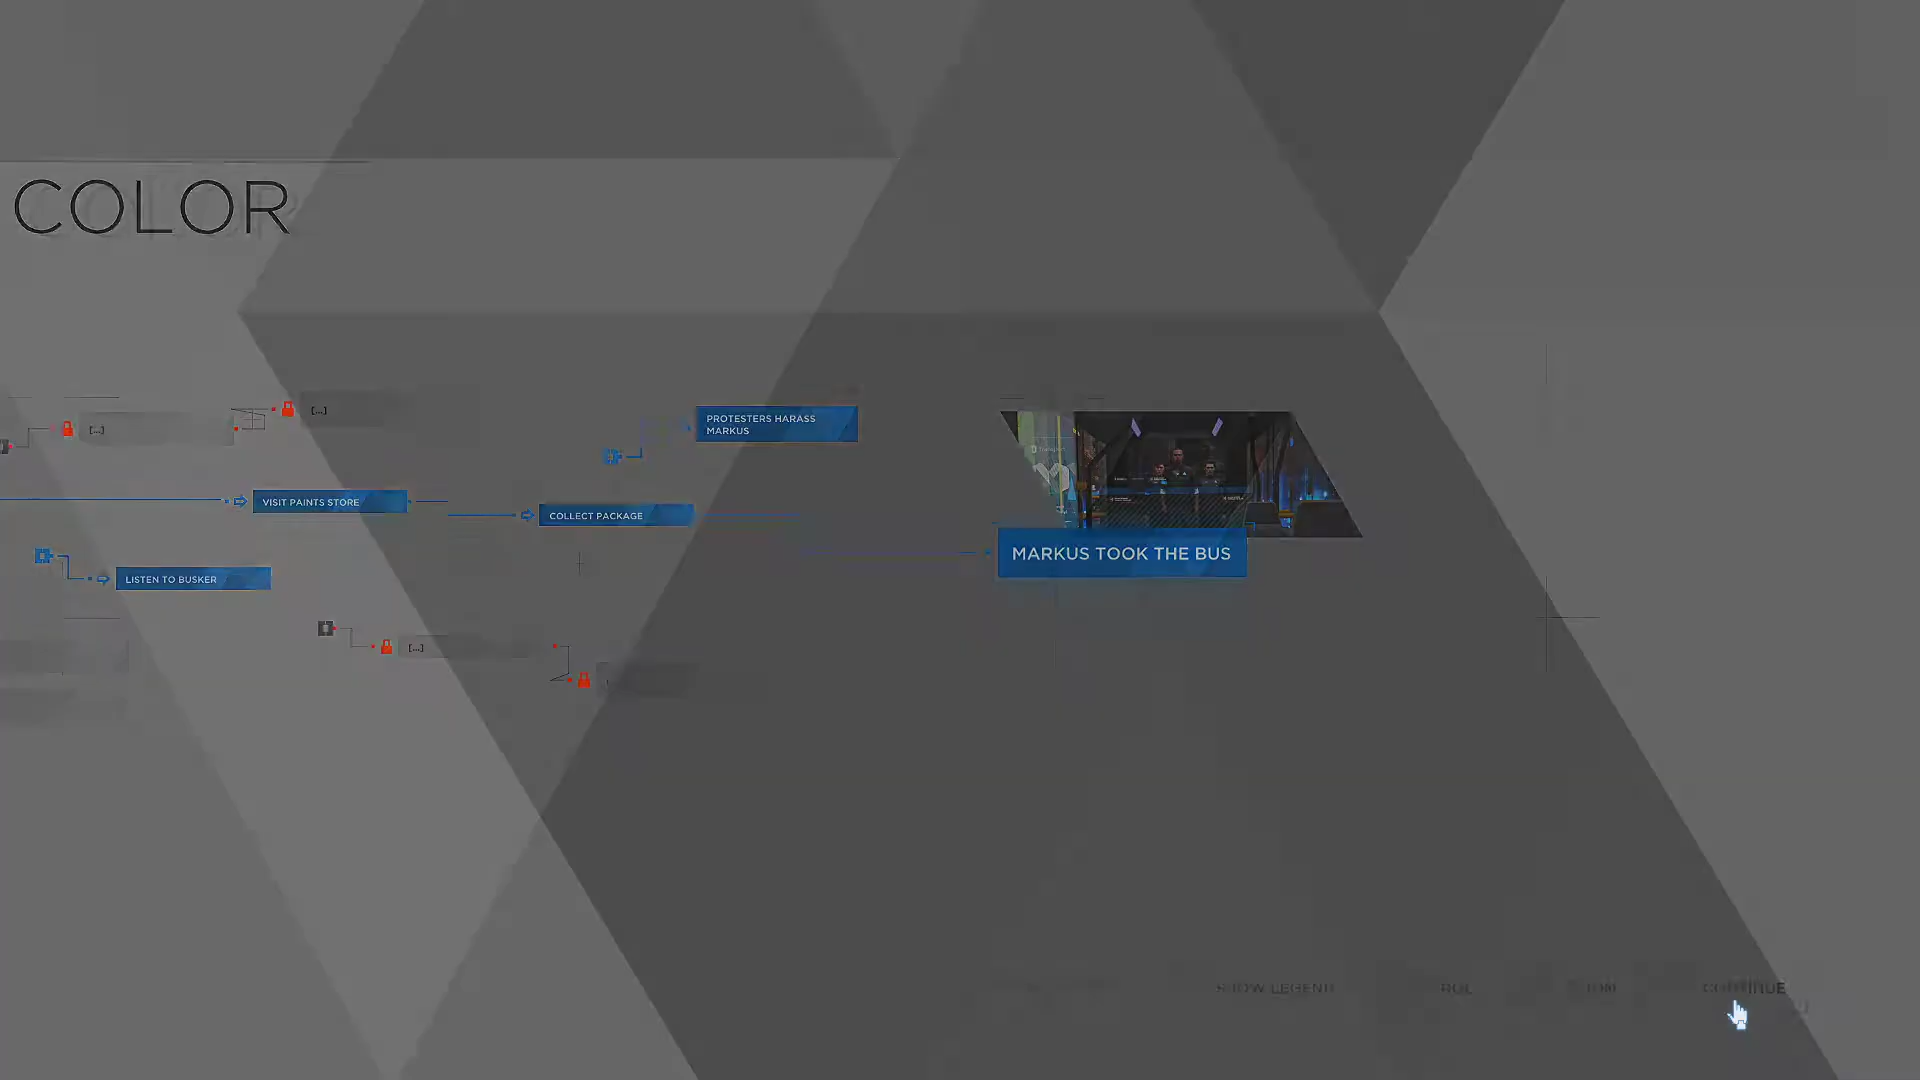 COLOR
[...]
[...]
PROTESTERS HARASS
MARKUS
VISIT PAINTS STORE
COLLECT PACKAGE
MARKUS TOOK THE BUS
LISTEN TO BUSKER
[...]
SHOW LEGEND
CONTINUE